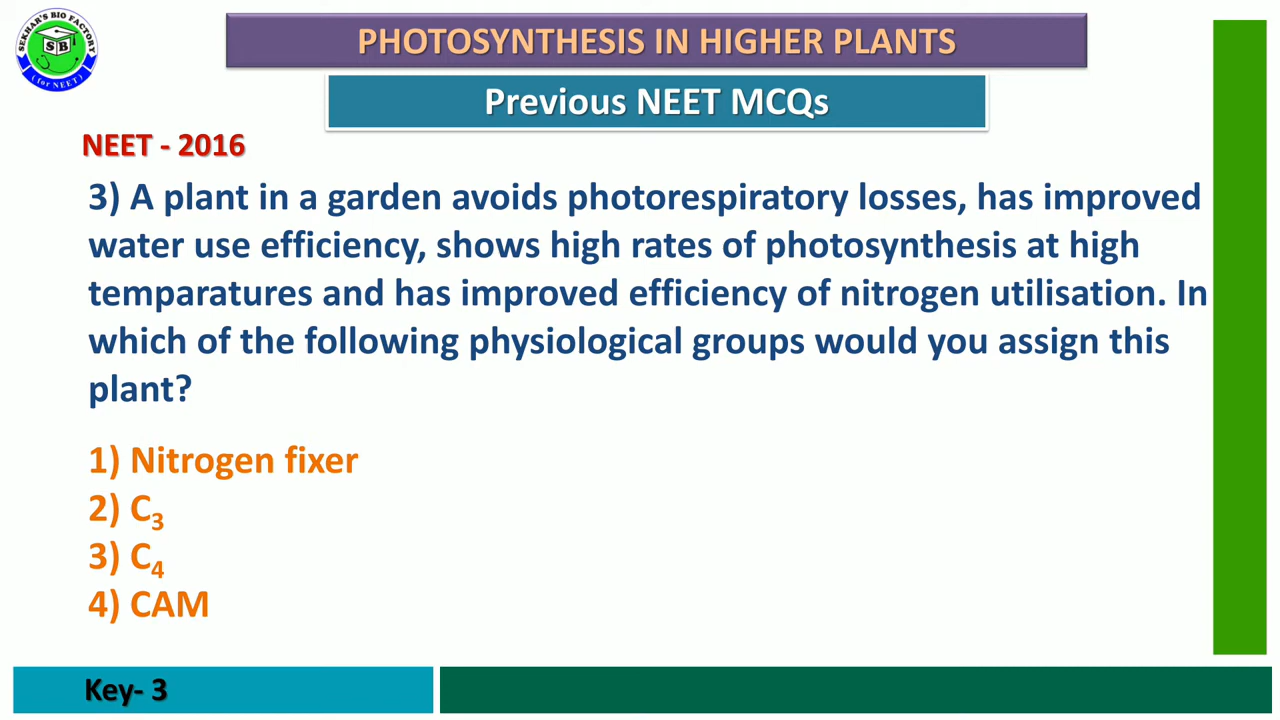 SEKHAR'S BIO FACTORY
SB
(for NEET)
PHOTOSYNTHESIS IN HIGHER PLANTS
Previous NEET MCQs
NEET - 2016
3) A plant in a garden avoids photorespiratory losses, has improved
water use efficiency, shows high rates of photosynthesis at high
temparatures and has improved efficiency of nitrogen utilisation. In
which of the following physiological groups would you assign this
plant?
1) Nitrogen fixer
2) C₃
3) C₄
4) CAM
Key- 3